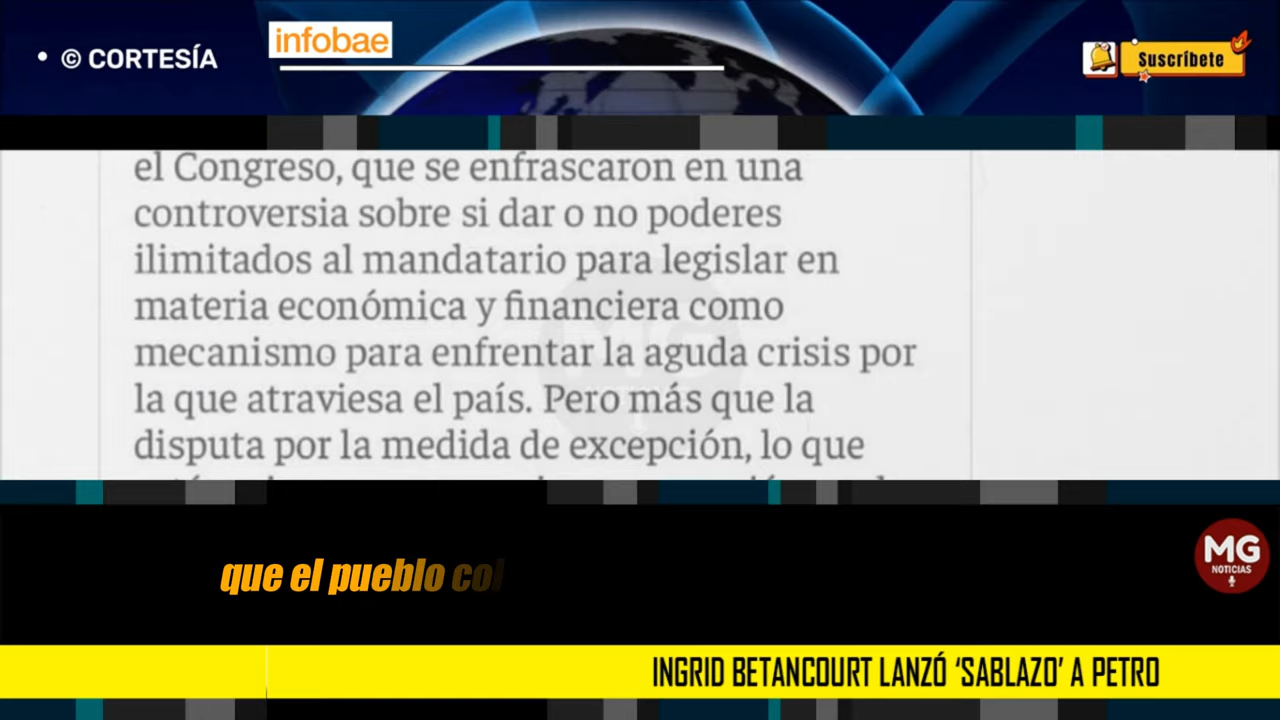 • © CORTESÍA
infobae
Suscríbete
el Congreso, que se enfrascaron en una
controversia sobre si dar o no poderes
ilimitados al mandatario para legislar en
materia económica y financiera como
mecanismo para enfrentar la aguda crisis por
la que atraviesa el país. Pero más que la
disputa por la medida de excepción, lo que
que el pueblo col
MG
NOTICIAS
INGRID BETANCOURT LANZÓ ‘SABLAZO’ A PETRO